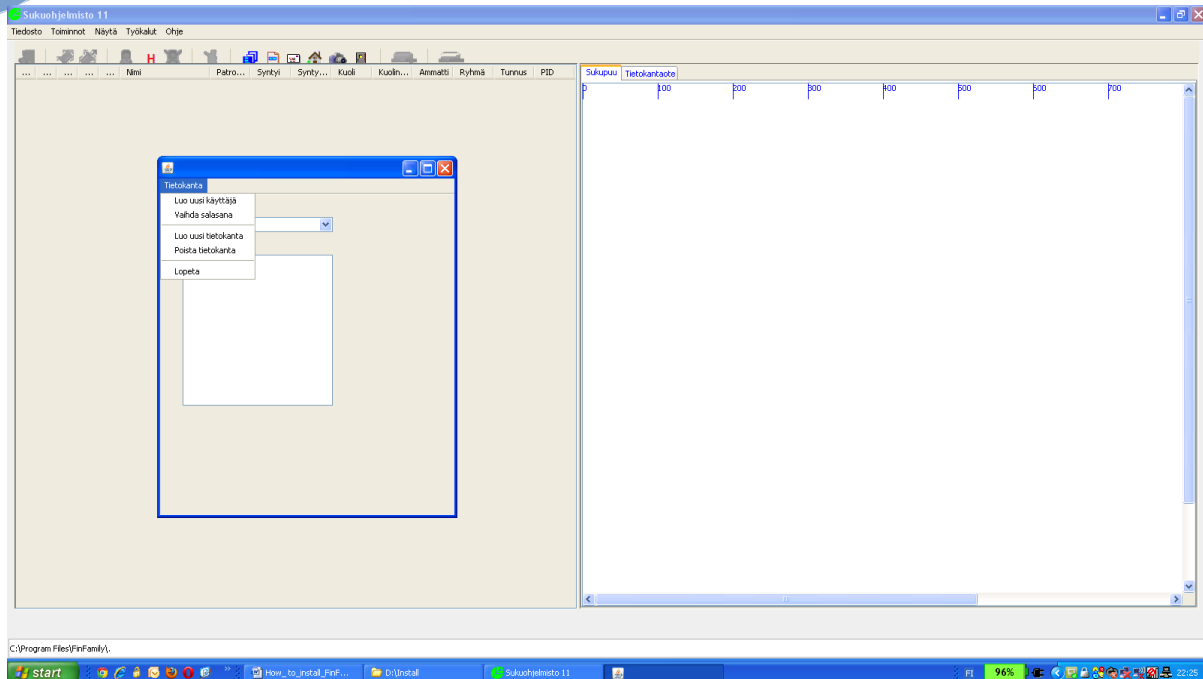 Sukuohjelmisto 11
Tiedosto Toiminnot Näytä Työkalut Ohje
H
... ... ... ... ... Nimi Patro... Syntyi Synty... Kuoli Kuolin... Ammatti Ryhmä Tunnus PID
Sukupuu Tietokantaote
0 100 200 300 400 500 600 700
Tietokanta
Luo uusi käyttäjä
Vaihda salasana
Luo uusi tietokanta
Poista tietokanta
Lopeta
C:\Program Files\FinFamily\.
start How_to_install_FinF... D:\Install Sukuohjelmisto 11 FI 96% 22:25